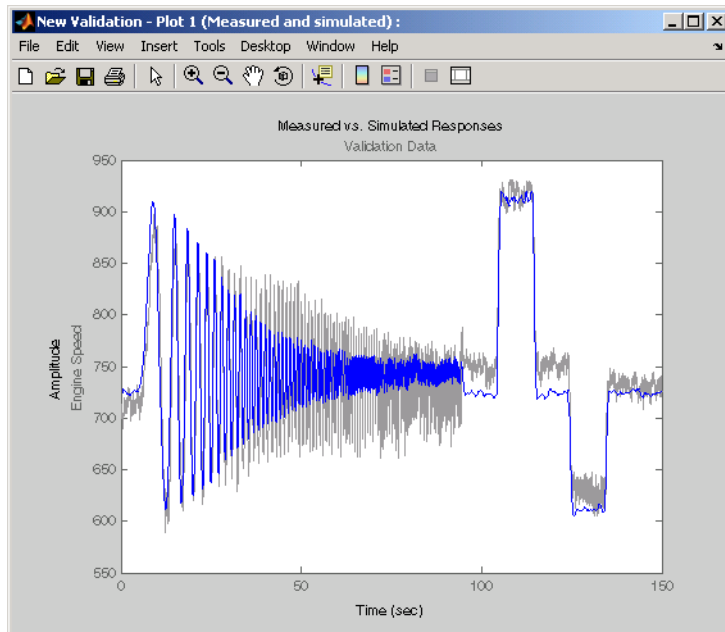 New Validation - Plot 1 (Measured and simulated) :
File Edit View Insert Tools Desktop Window Help
Measured vs. Simulated Responses
Validation Data
950
900
850
800
750
700
650
600
550
Amplitude
Engine Speed
0 50 100 150
Time (sec)